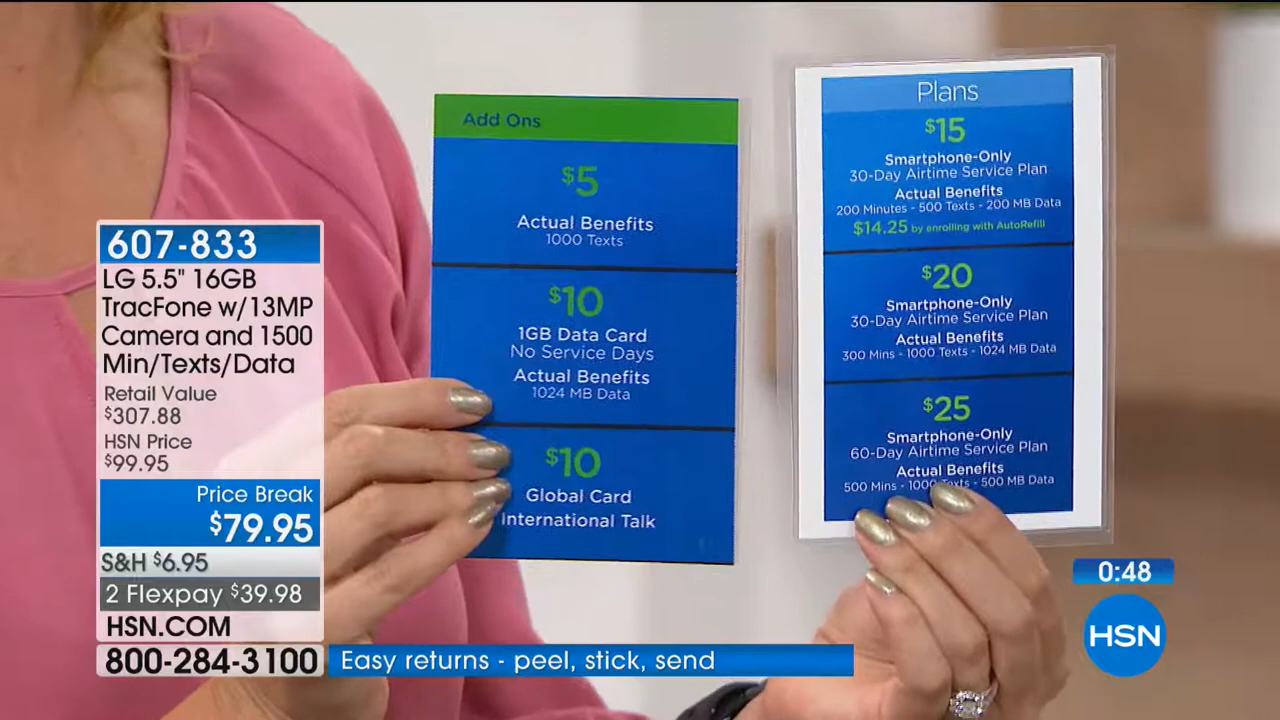 Add Ons
$5
Actual Benefits
1000 Texts
$10
1GB Data Card
No Service Days
Actual Benefits
1024 MB Data
$10
Global Card
International Talk
Plans
$15
Smartphone-Only
30-Day Airtime Service Plan
Actual Benefits
200 Minutes - 500 Texts - 200 MB Data
$14.25 by enrolling with AutoRefill
$20
Smartphone-Only
30-Day Airtime Service Plan
Actual Benefits
300 Mins - 1000 Texts - 1024 MB Data
$25
Smartphone-Only
60-Day Airtime Service Plan
Actual Benefits
500 Mins - 1000 Texts - 500 MB Data
607-833
LG 5.5" 16GB
TracFone w/13MP
Camera and 1500
Min/Texts/Data
Retail Value
$307.88
HSN Price
$99.95
Price Break
$79.95
S&H $6.95
2 Flexpay $39.98
HSN.COM
800-284-3100
Easy returns - peel, stick, send
0:48
HSN